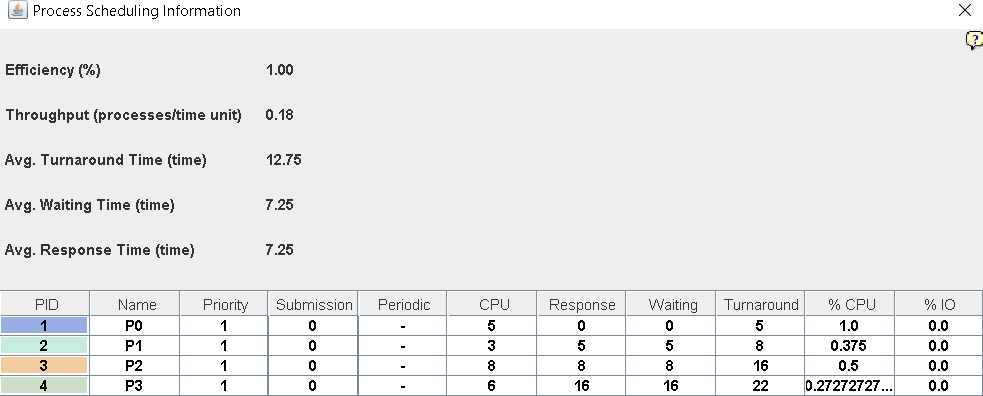 Process Scheduling Information
?
Efficiency (%) 1.00
Throughput (processes/time unit) 0.18
Avg. Turnaround Time (time) 12.75
Avg. Waiting Time (time) 7.25
Avg. Response Time (time) 7.25
PID Name Priority Submission Periodic CPU Response Waiting Turnaround % CPU % IO
1 P0 1 0 - 5 0 0 5 1.0 0.0
2 P1 1 0 - 3 5 5 8 0.375 0.0
3 P2 1 0 - 8 8 8 16 0.5 0.0
4 P3 1 0 - 6 16 16 22 0.27272727... 0.0